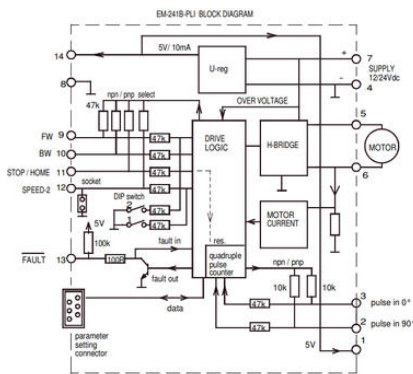 EM-241B-PLI BLOCK DIAGRAM
5V/ 10mA
14
U-reg
+
7
SUPPLY
12/24Vdc
-
4
8
npn / pnp select
47k
OVER VOLTAGE
5
FW 9
47k
DRIVE
LOGIC
H-BRIDGE
MOTOR
BW 10
47k
STOP / HOME 11
47k
6
SPEED-2 12
47k
socket
DIP switch
2
47k
1
47k
MOTOR
CURRENT
5V
100k
fault in
res.
quadruple
pulse
counter
npn / pnp
FAULT 13
100R
fault out
10k
10k
47k
3 pulse in 0°
data
47k
2 pulse in 90°
parameter
setting
connector
5V
1